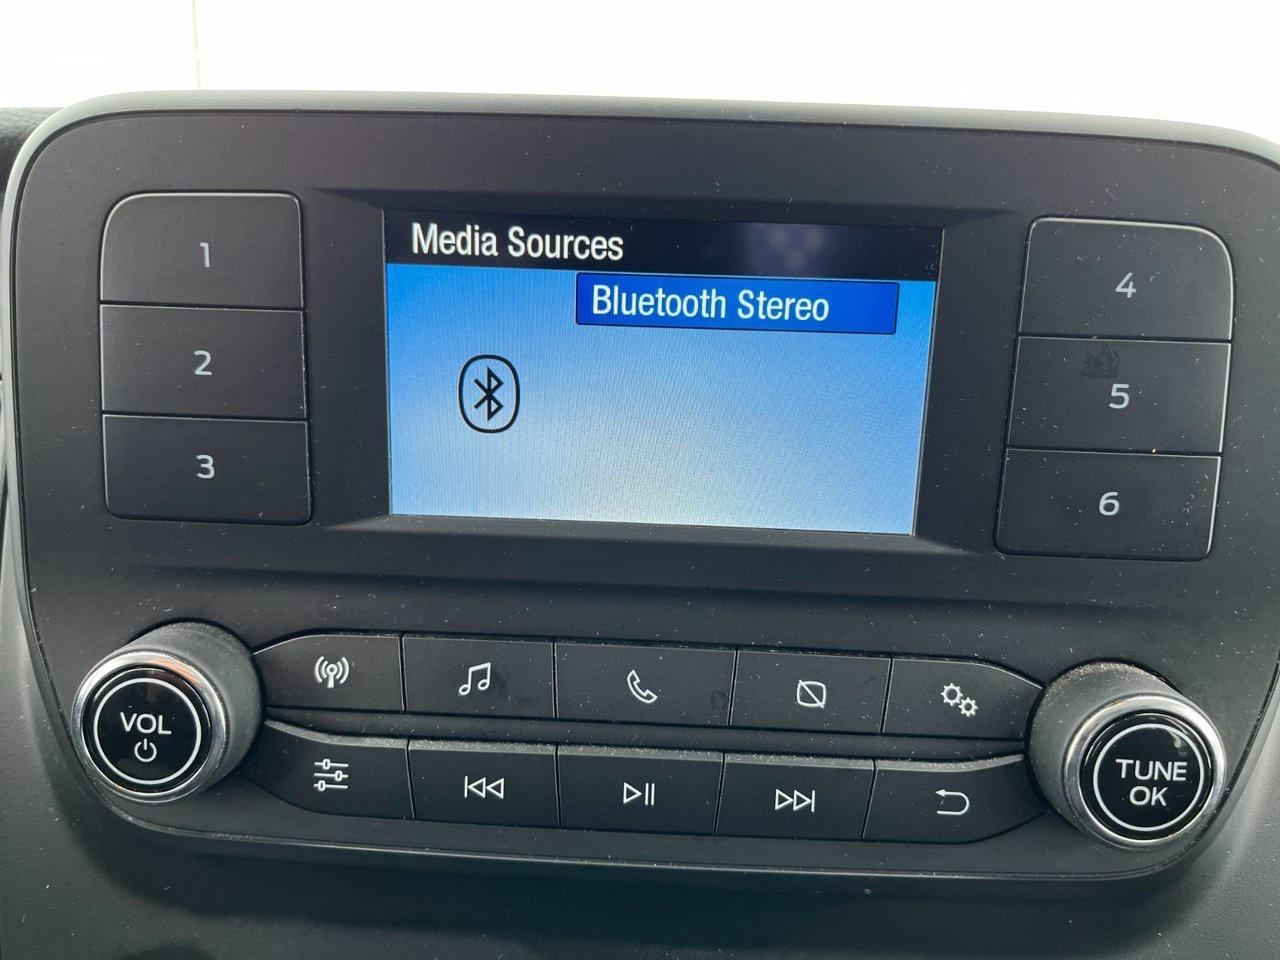 Media Sources
Bluetooth Stereo
1
2
3
4
5
6
VOL
TUNE
OK